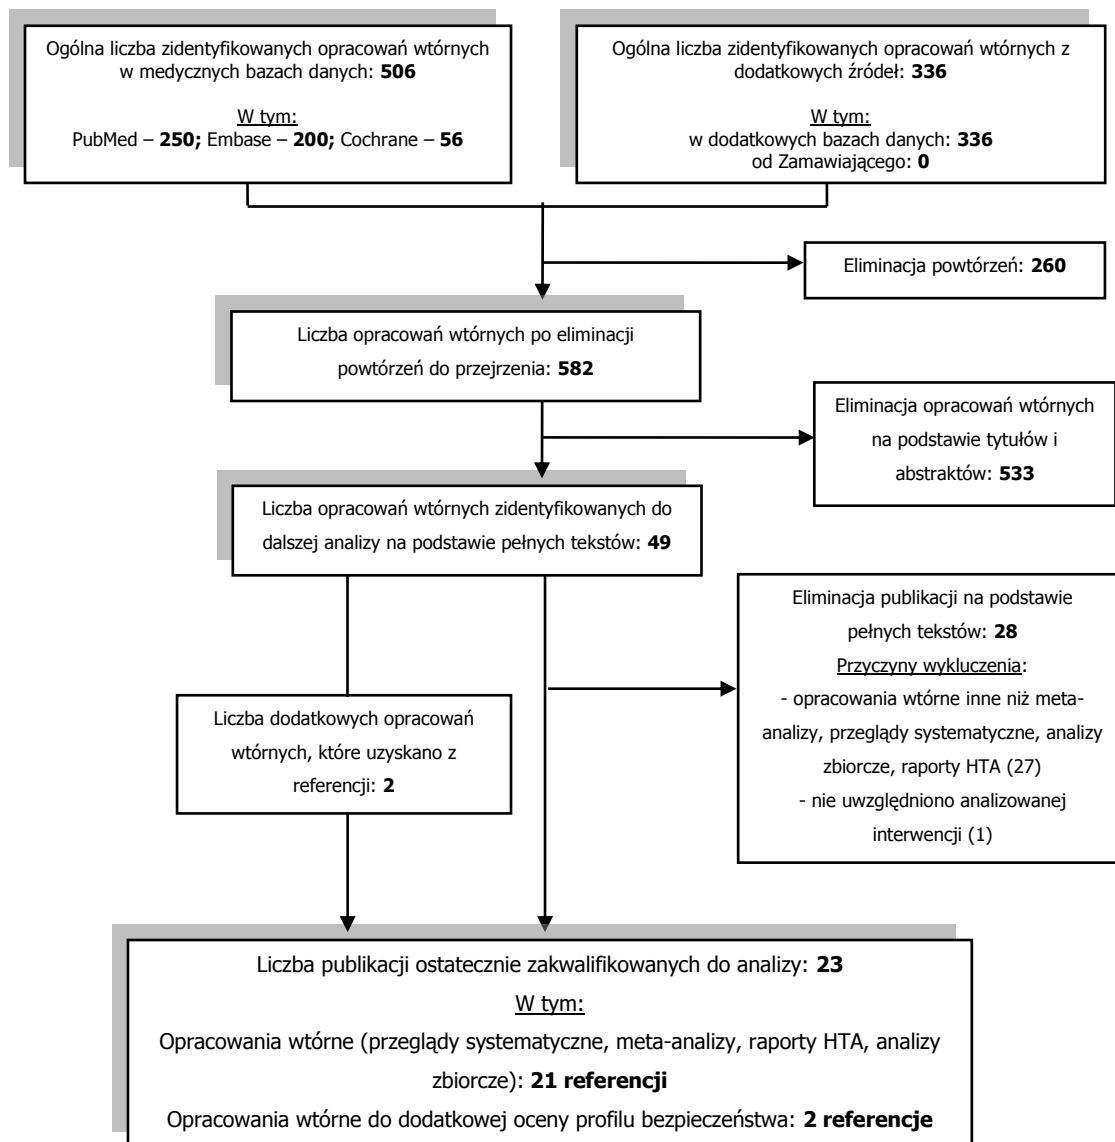 Ogólna liczba zidentyfikowanych opracowań wtórnych
w medycznych bazach danych: 506
W tym:
PubMed – 250; Embase – 200; Cochrane – 56
Ogólna liczba zidentyfikowanych opracowań wtórnych z
dodatkowych źródeł: 336
W tym:
w dodatkowych bazach danych: 336
od Zamawiającego: 0
Eliminacja powtórzeń: 260
Liczba opracowań wtórnych po eliminacji
powtórzeń do przejrzenia: 582
Eliminacja opracowań wtórnych
na podstawie tytułów i
abstraktów: 533
Liczba opracowań wtórnych zidentyfikowanych do
dalszej analizy na podstawie pełnych tekstów: 49
Eliminacja publikacji na podstawie
pełnych tekstów: 28
Przyczyny wykluczenia:
- opracowania wtórne inne niż meta-
analizy, przeglądy systematyczne, analizy
zbiorcze, raporty HTA (27)
- nie uwzględniono analizowanej
interwencji (1)
Liczba dodatkowych opracowań
wtórnych, które uzyskano z
referencji: 2
Liczba publikacji ostatecznie zakwalifikowanych do analizy: 23
W tym:
Opracowania wtórne (przeglądy systematyczne, meta-analizy, raporty HTA, analizy
zbiorcze): 21 referencji
Opracowania wtórne do dodatkowej oceny profilu bezpieczeństwa: 2 referencje